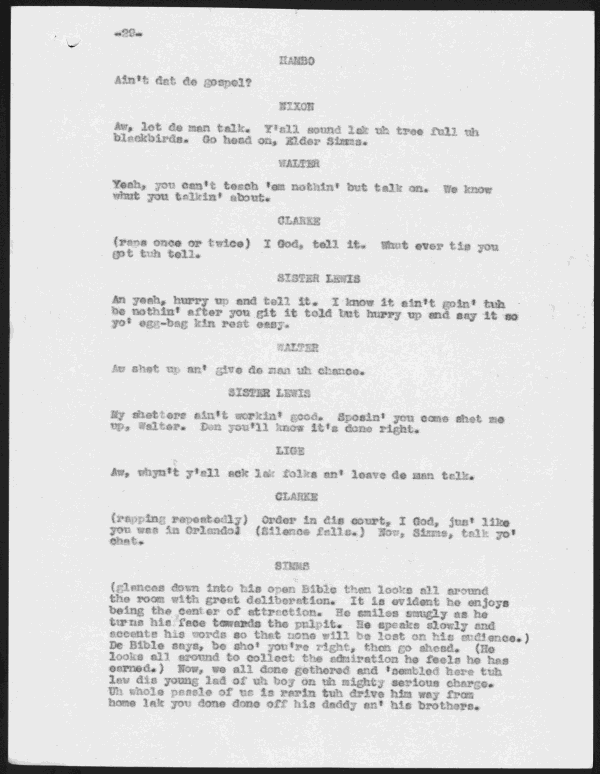 -29-
HAMBO
Ain't dat de gospel?
NIXON
Aw, let de man talk. Y'all sound lak uh tree full uh
blackbirds. Go head on, Elder Simms.
WALTER
Yeah, you can't teach 'em nothin' but talk on. We know
whut you talkin' about.
CLARKE
(raps once or twice) I God, tell it. Whut ever tis you
got tuh tell.
SISTER LEWIS
An yeah, hurry up and tell it. I know it ain't goin' tuh
be nothin' after you git it told but hurry up and say it so
yo' egg-bag kin rest easy.
WALTER
Aw shet up an' give de man uh chance.
SISTER LEWIS
My shetters ain't workin' good. Sposin' you come shet me
up, Walter. Den you'll know it's done right.
LIGE
Aw, whyn't y'all ack lak folks an' leave de man talk.
CLARKE
(rapping repeatedly) Order in dis court, I God, jus' like
you was in Orlando! (Silence falls.) Now, Simms, talk yo'
chat.
SIMMS
(glances down into his open Bible then looks all around
the room with great deliberation. It is evident he enjoys
being the center of attraction. He smiles smugly as he
turns his face towards the pulpit. He speaks slowly and
accents his words so that none will be lost on his audience.)
De Bible says, be sho' you're right, then go ahead. (He
looks all around to collect the admiration he feels he has
earned.) Now, we all done gathered and 'sembled here tuh
law dis young lad of uh boy on uh mighty serious charge.
Uh whole passle of us is rarin tuh drive him way from
home lak you done done off his daddy an' his brothers.